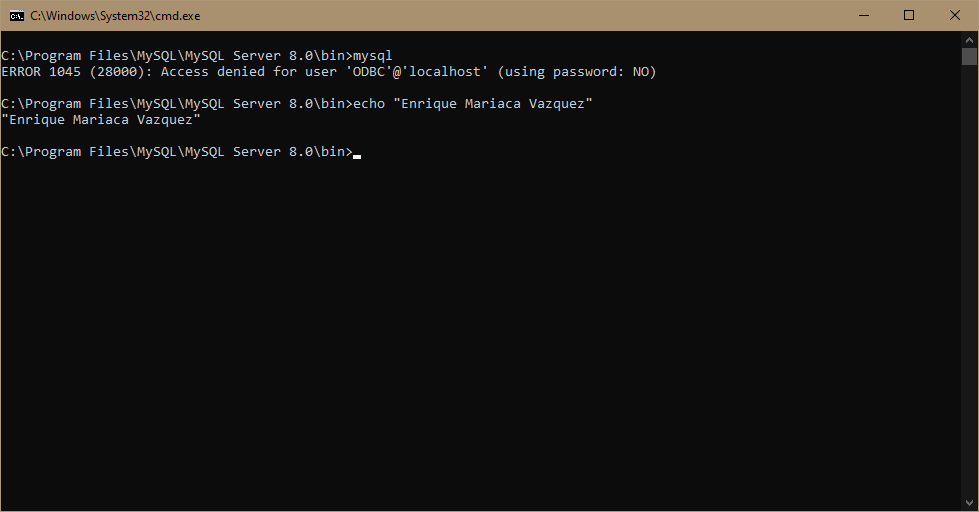 C:\Windows\System32\cmd.exe
C:\Program Files\MySQL\MySQL Server 8.0\bin>mysql
ERROR 1045 (28000): Access denied for user 'ODBC'@'localhost' (using password: NO)
C:\Program Files\MySQL\MySQL Server 8.0\bin>echo "Enrique Mariaca Vazquez"
"Enrique Mariaca Vazquez"
C:\Program Files\MySQL\MySQL Server 8.0\bin>